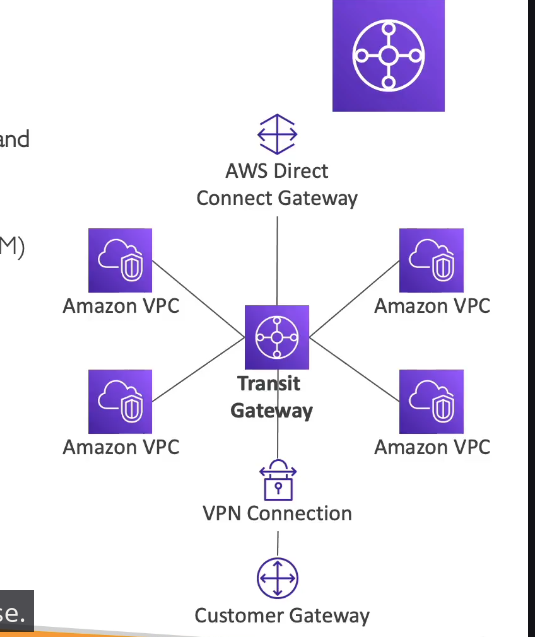 and
AWS Direct
Connect Gateway
M)
Amazon VPC
Amazon VPC
Transit
Gateway
Amazon VPC
Amazon VPC
VPN Connection
se.
Customer Gateway